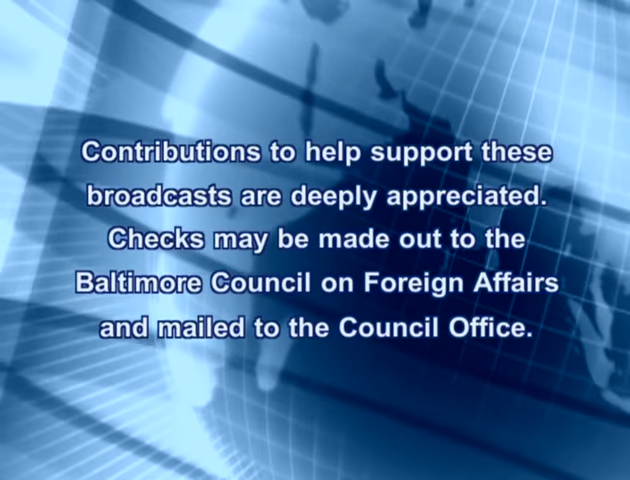 Contributions to help support these
broadcasts are deeply appreciated.
Checks may be made out to the
Baltimore Council on Foreign Affairs
and mailed to the Council Office.